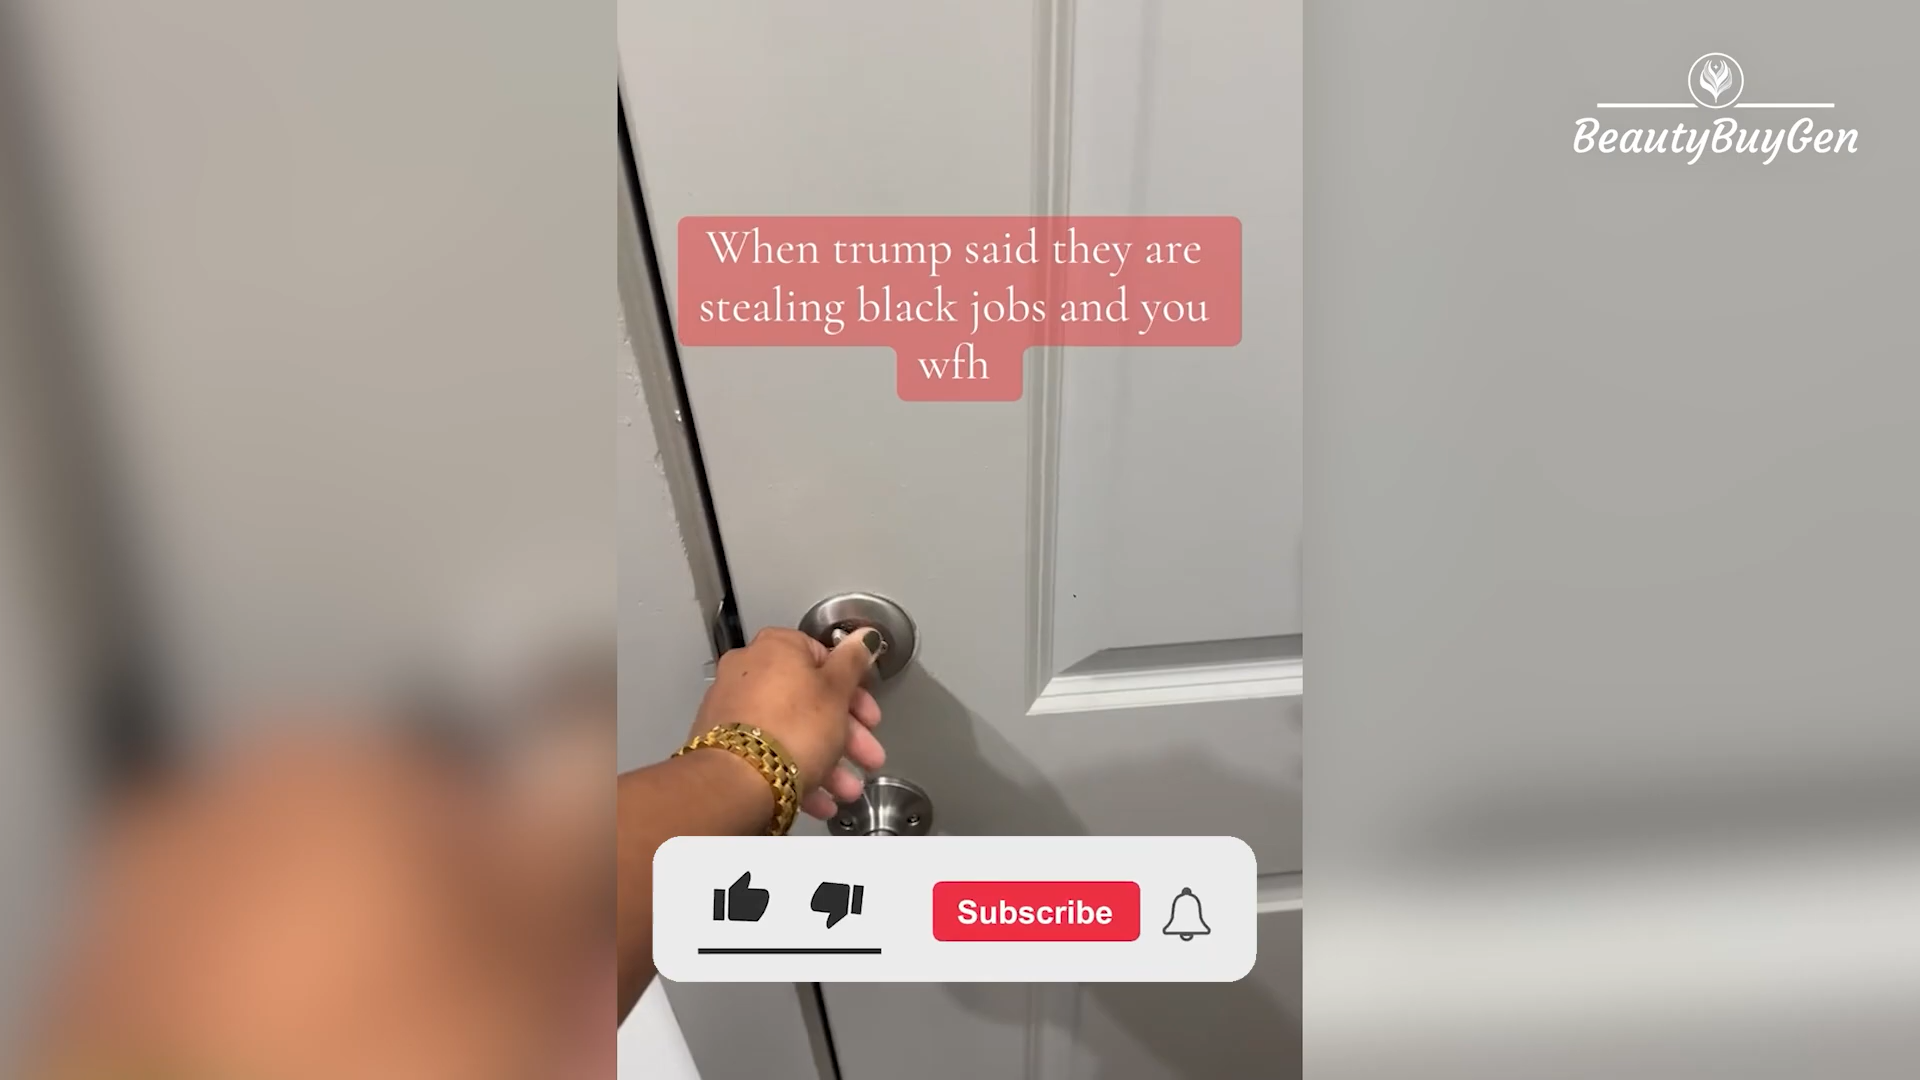 BeautyBuyGen
When trump said they are
stealing black jobs and you
wfh
Subscribe